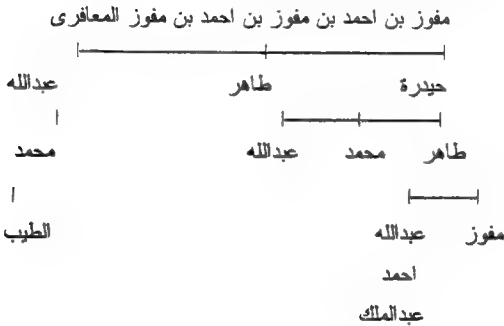 مفوز بن احمد بن مفوز بن احمد بن مفوز المعافرى
حيدرة طاهر عبدالله
طاهر محمد عبدالله محمد
مفوز عبدالله الطيب
احمد
عبدالملك